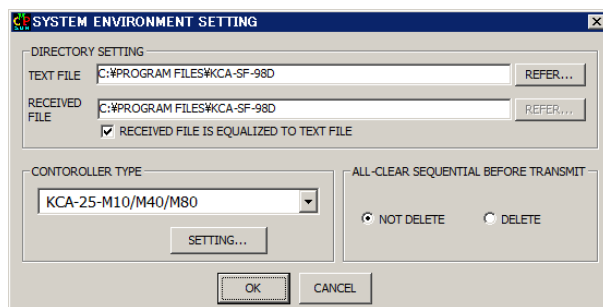 SYSTEM ENVIRONMENT SETTING
DIRECTORY SETTING
TEXT FILE C:¥PROGRAM FILES¥KCA-SF-98D REFER...
RECEIVED FILE C:¥PROGRAM FILES¥KCA-SF-98D REFER...
RECEIVED FILE IS EQUALIZED TO TEXT FILE
CONTOROLLER TYPE
KCA-25-M10/M40/M80
SETTING...
ALL-CLEAR SEQUENTIAL BEFORE TRANSMIT
NOT DELETE DELETE
OK CANCEL